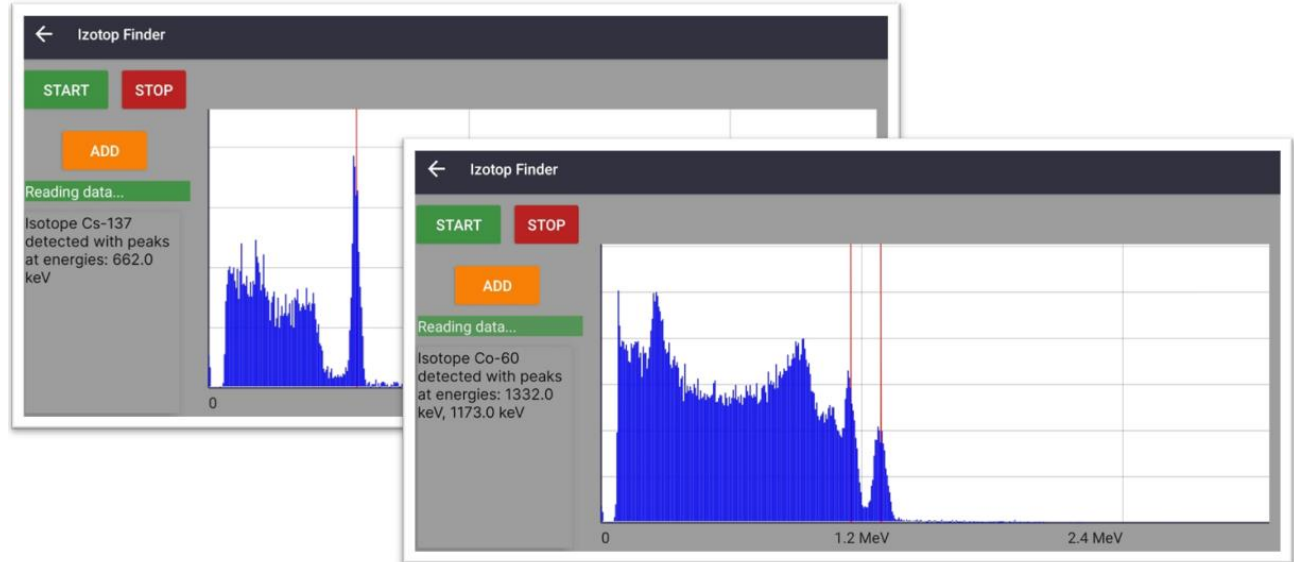 Izotop Finder
START STOP
ADD
Reading data...
Isotope Cs-137
detected with peaks
at energies: 662.0
keV
0
Izotop Finder
START STOP
ADD
Reading data...
Isotope Co-60
detected with peaks
at energies: 1332.0
keV, 1173.0 keV
0 1.2 MeV 2.4 MeV